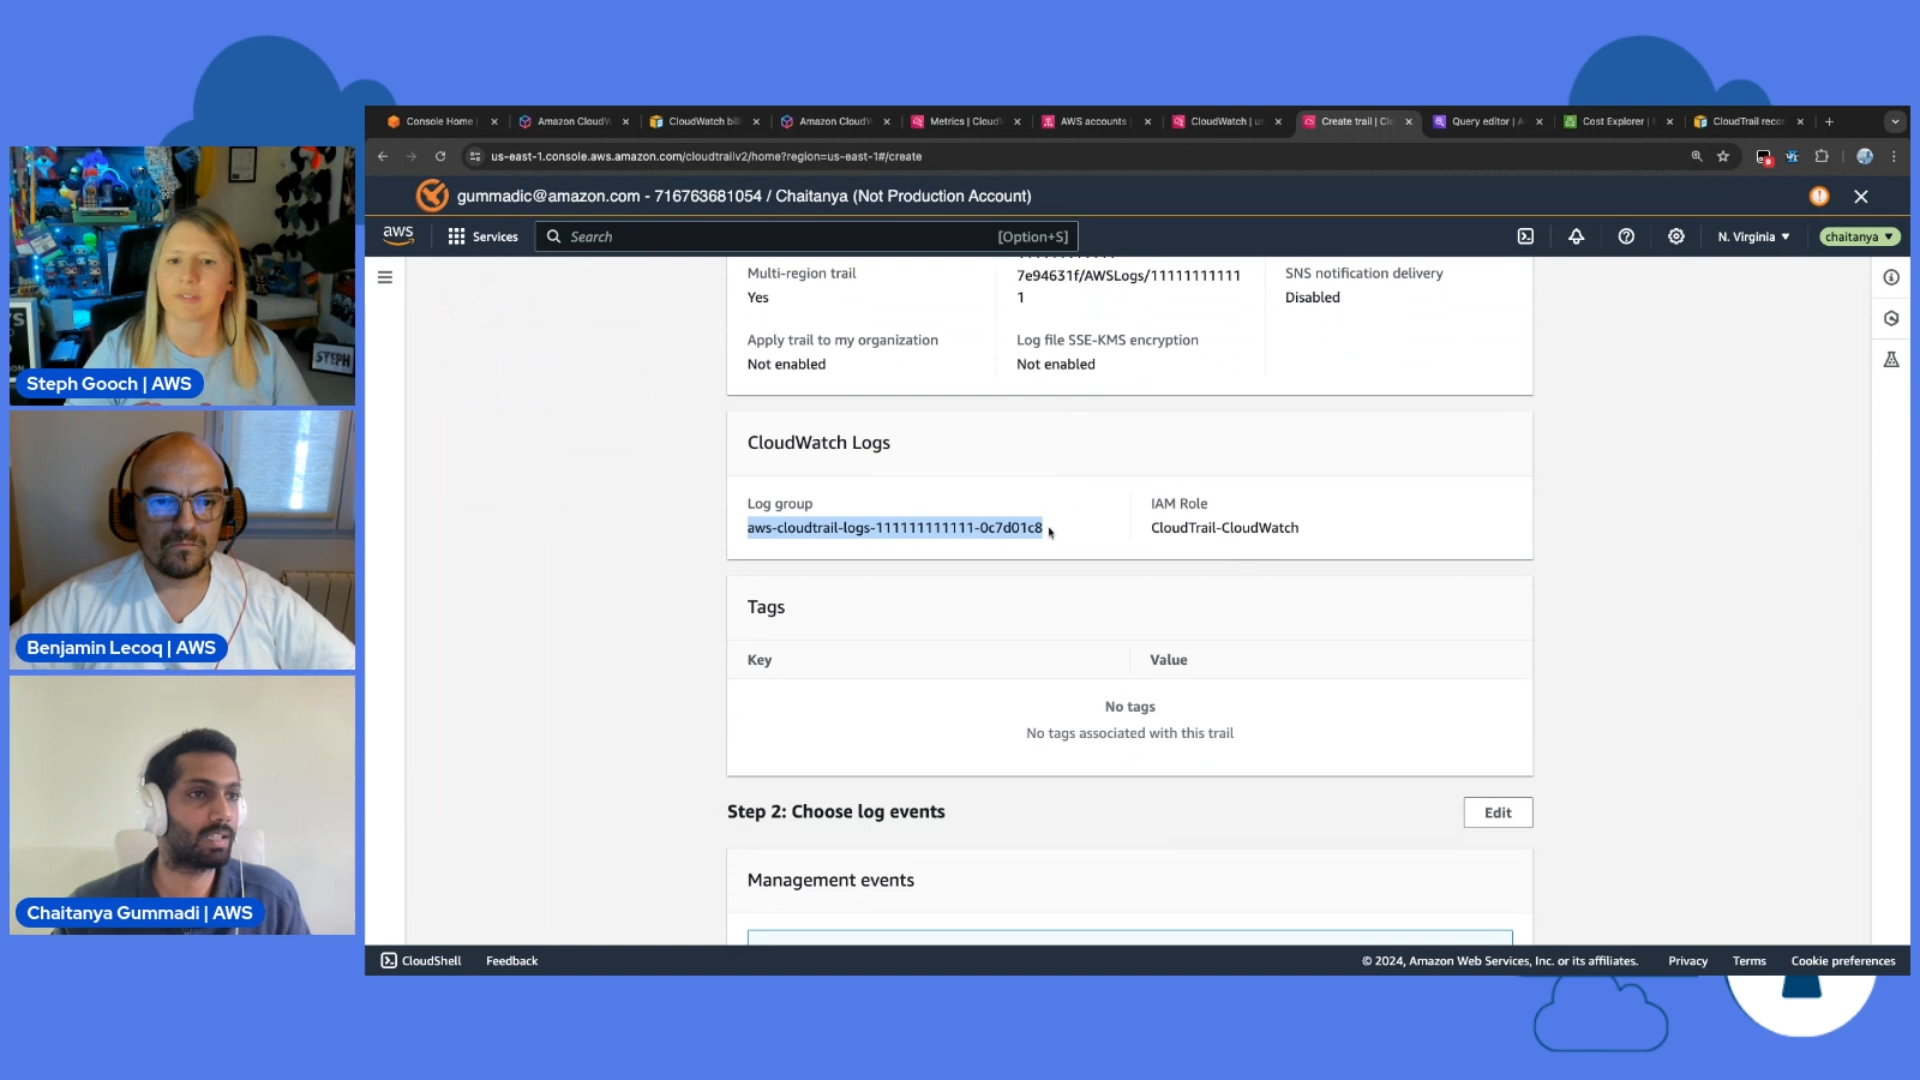 Console Home
Amazon CloudW
CloudWatch bil
Amazon CloudW
Metrics | CloudW
AWS accounts
CloudWatch | us
Create trail | Clo
Query editor | A
Cost Explorer |
CloudTrail reco
us-east-1.console.aws.amazon.com/cloudtrailv2/home?region=us-east-1#/create
gummadic@amazon.com - 716763681054 / Chaitanya (Not Production Account)
aws
Services
Search
[Option+S]
N. Virginia
chaitanya
Multi-region trail
Yes
7e94631f/AWSLogs/11111111111
1
SNS notification delivery
Disabled
Apply trail to my organization
Not enabled
Log file SSE-KMS encryption
Not enabled
CloudWatch Logs
Log group
aws-cloudtrail-logs-111111111111-0c7d01c8
IAM Role
CloudTrail-CloudWatch
Tags
Key
Value
No tags
No tags associated with this trail
Step 2: Choose log events
Edit
Management events
CloudShell
Feedback
© 2024, Amazon Web Services, Inc. or its affiliates.
Privacy
Terms
Cookie preferences
STEPH
Steph Gooch | AWS
Benjamin Lecoq | AWS
Chaitanya Gummadi | AWS